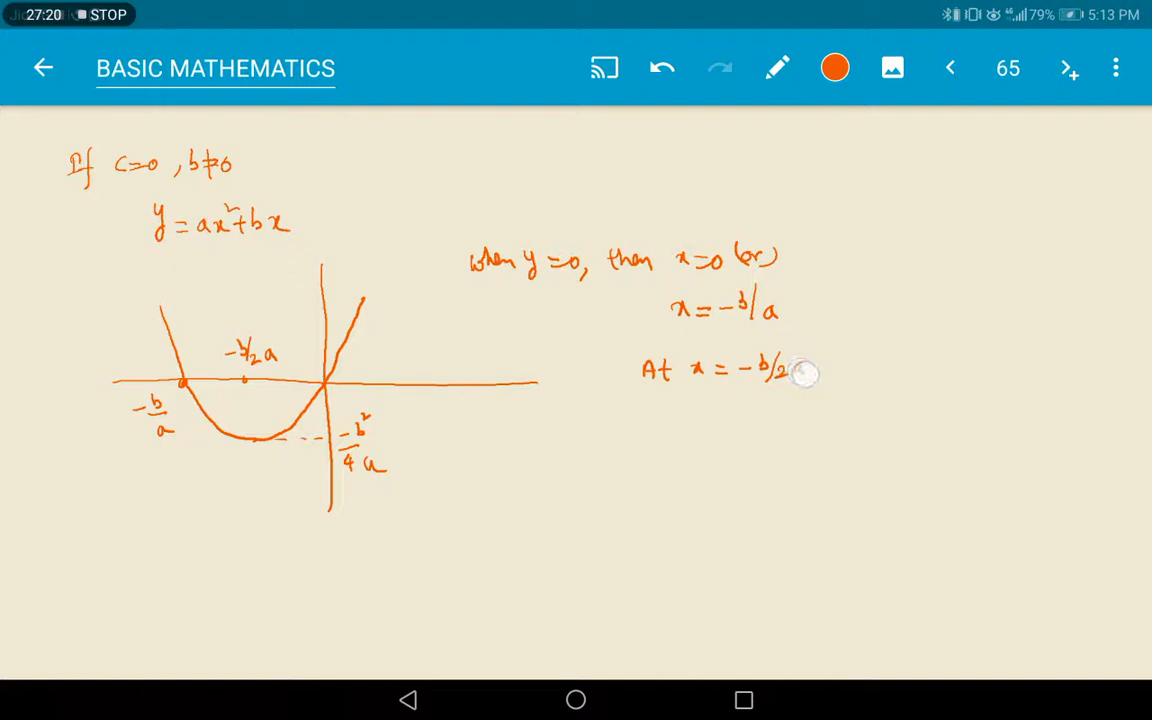 27:20 STOP 79% 5:13 PM
BASIC MATHEMATICS 65
If c=0, b≠0
y = ax²+bx
when y=0, then x=0 (or)
x = -b/a
-b/2a
At x = -b/2
-b/a
-b²/4a